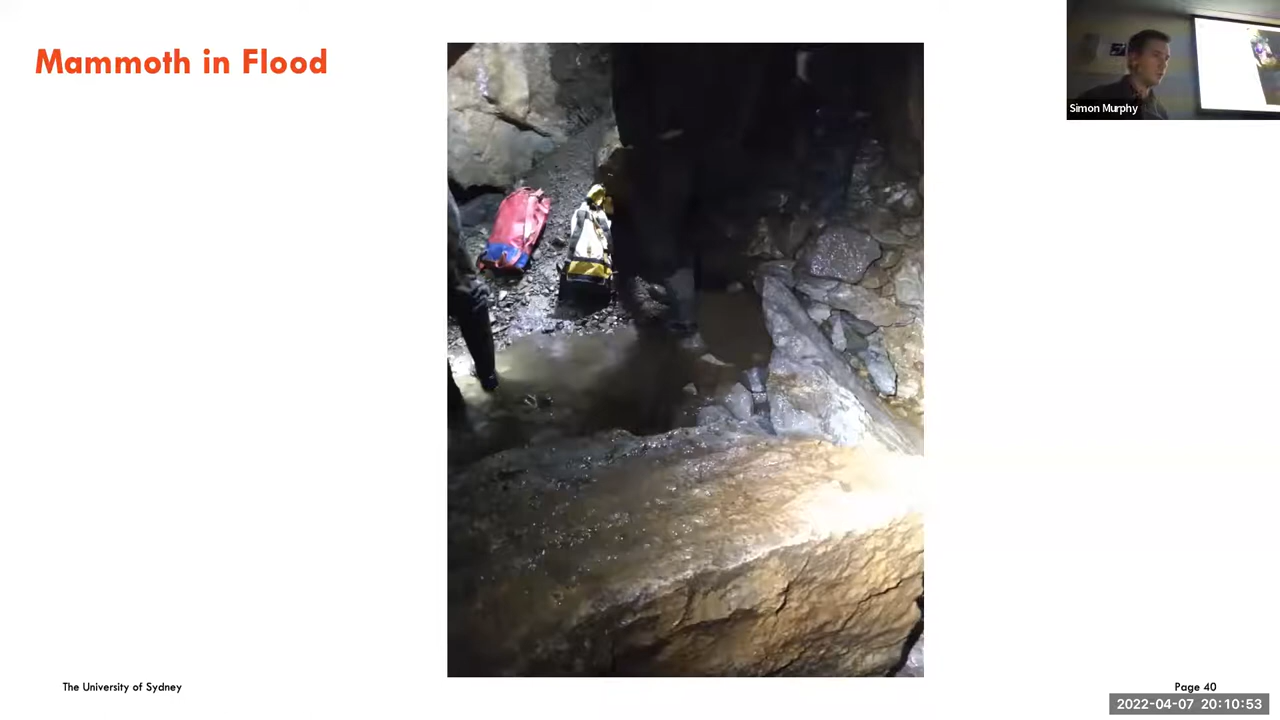 Mammoth in Flood
Simon Murphy
The University of Sydney
Page 40
2022-04-07 20:10:53